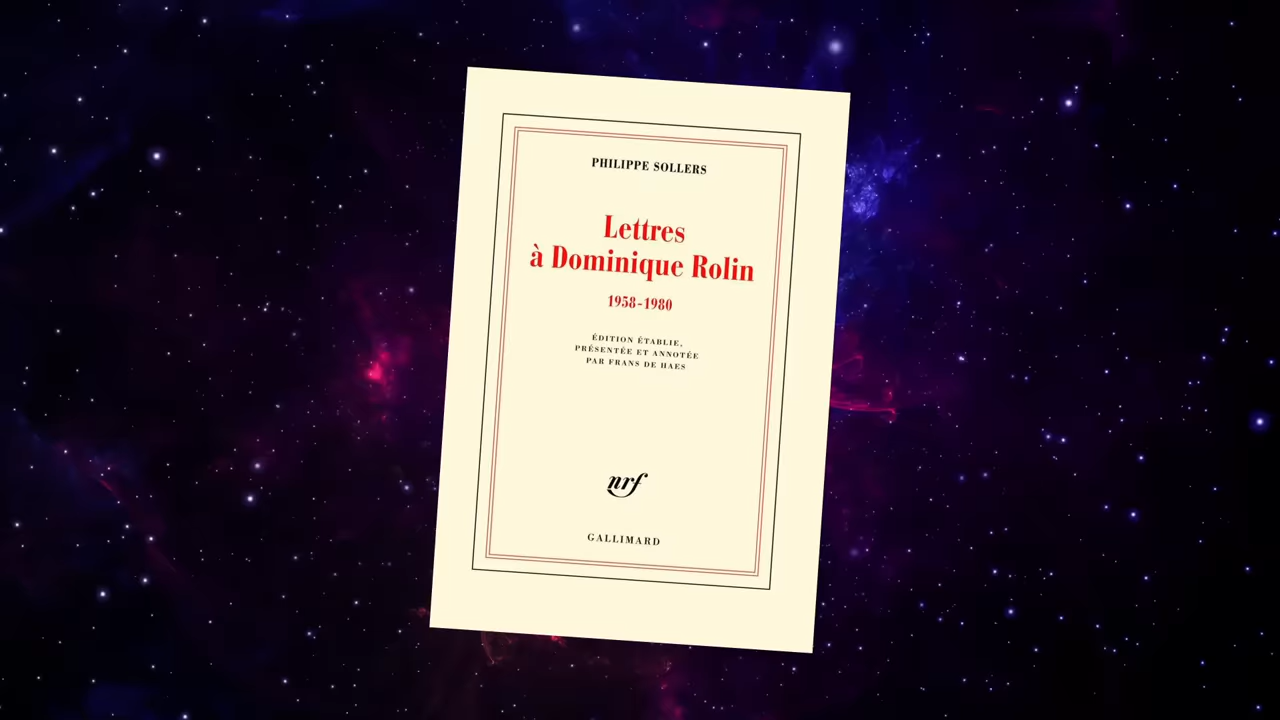 PHILIPPE SOLLERS
Lettres
à Dominique Rolin
1958-1980
ÉDITION ÉTABLIE,
PRÉSENTÉE ET ANNOTÉE
PAR FRANS DE HAES
nrf
GALLIMARD